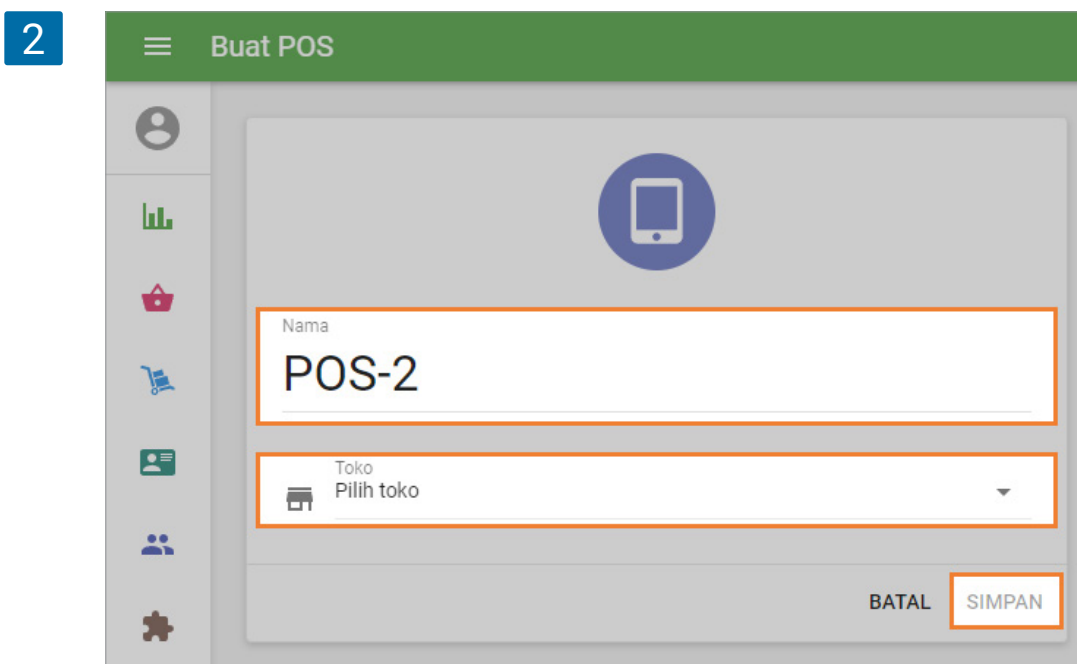 2
Buat POS
Nama
POS-2
Toko
Pilih toko
BATAL SIMPAN